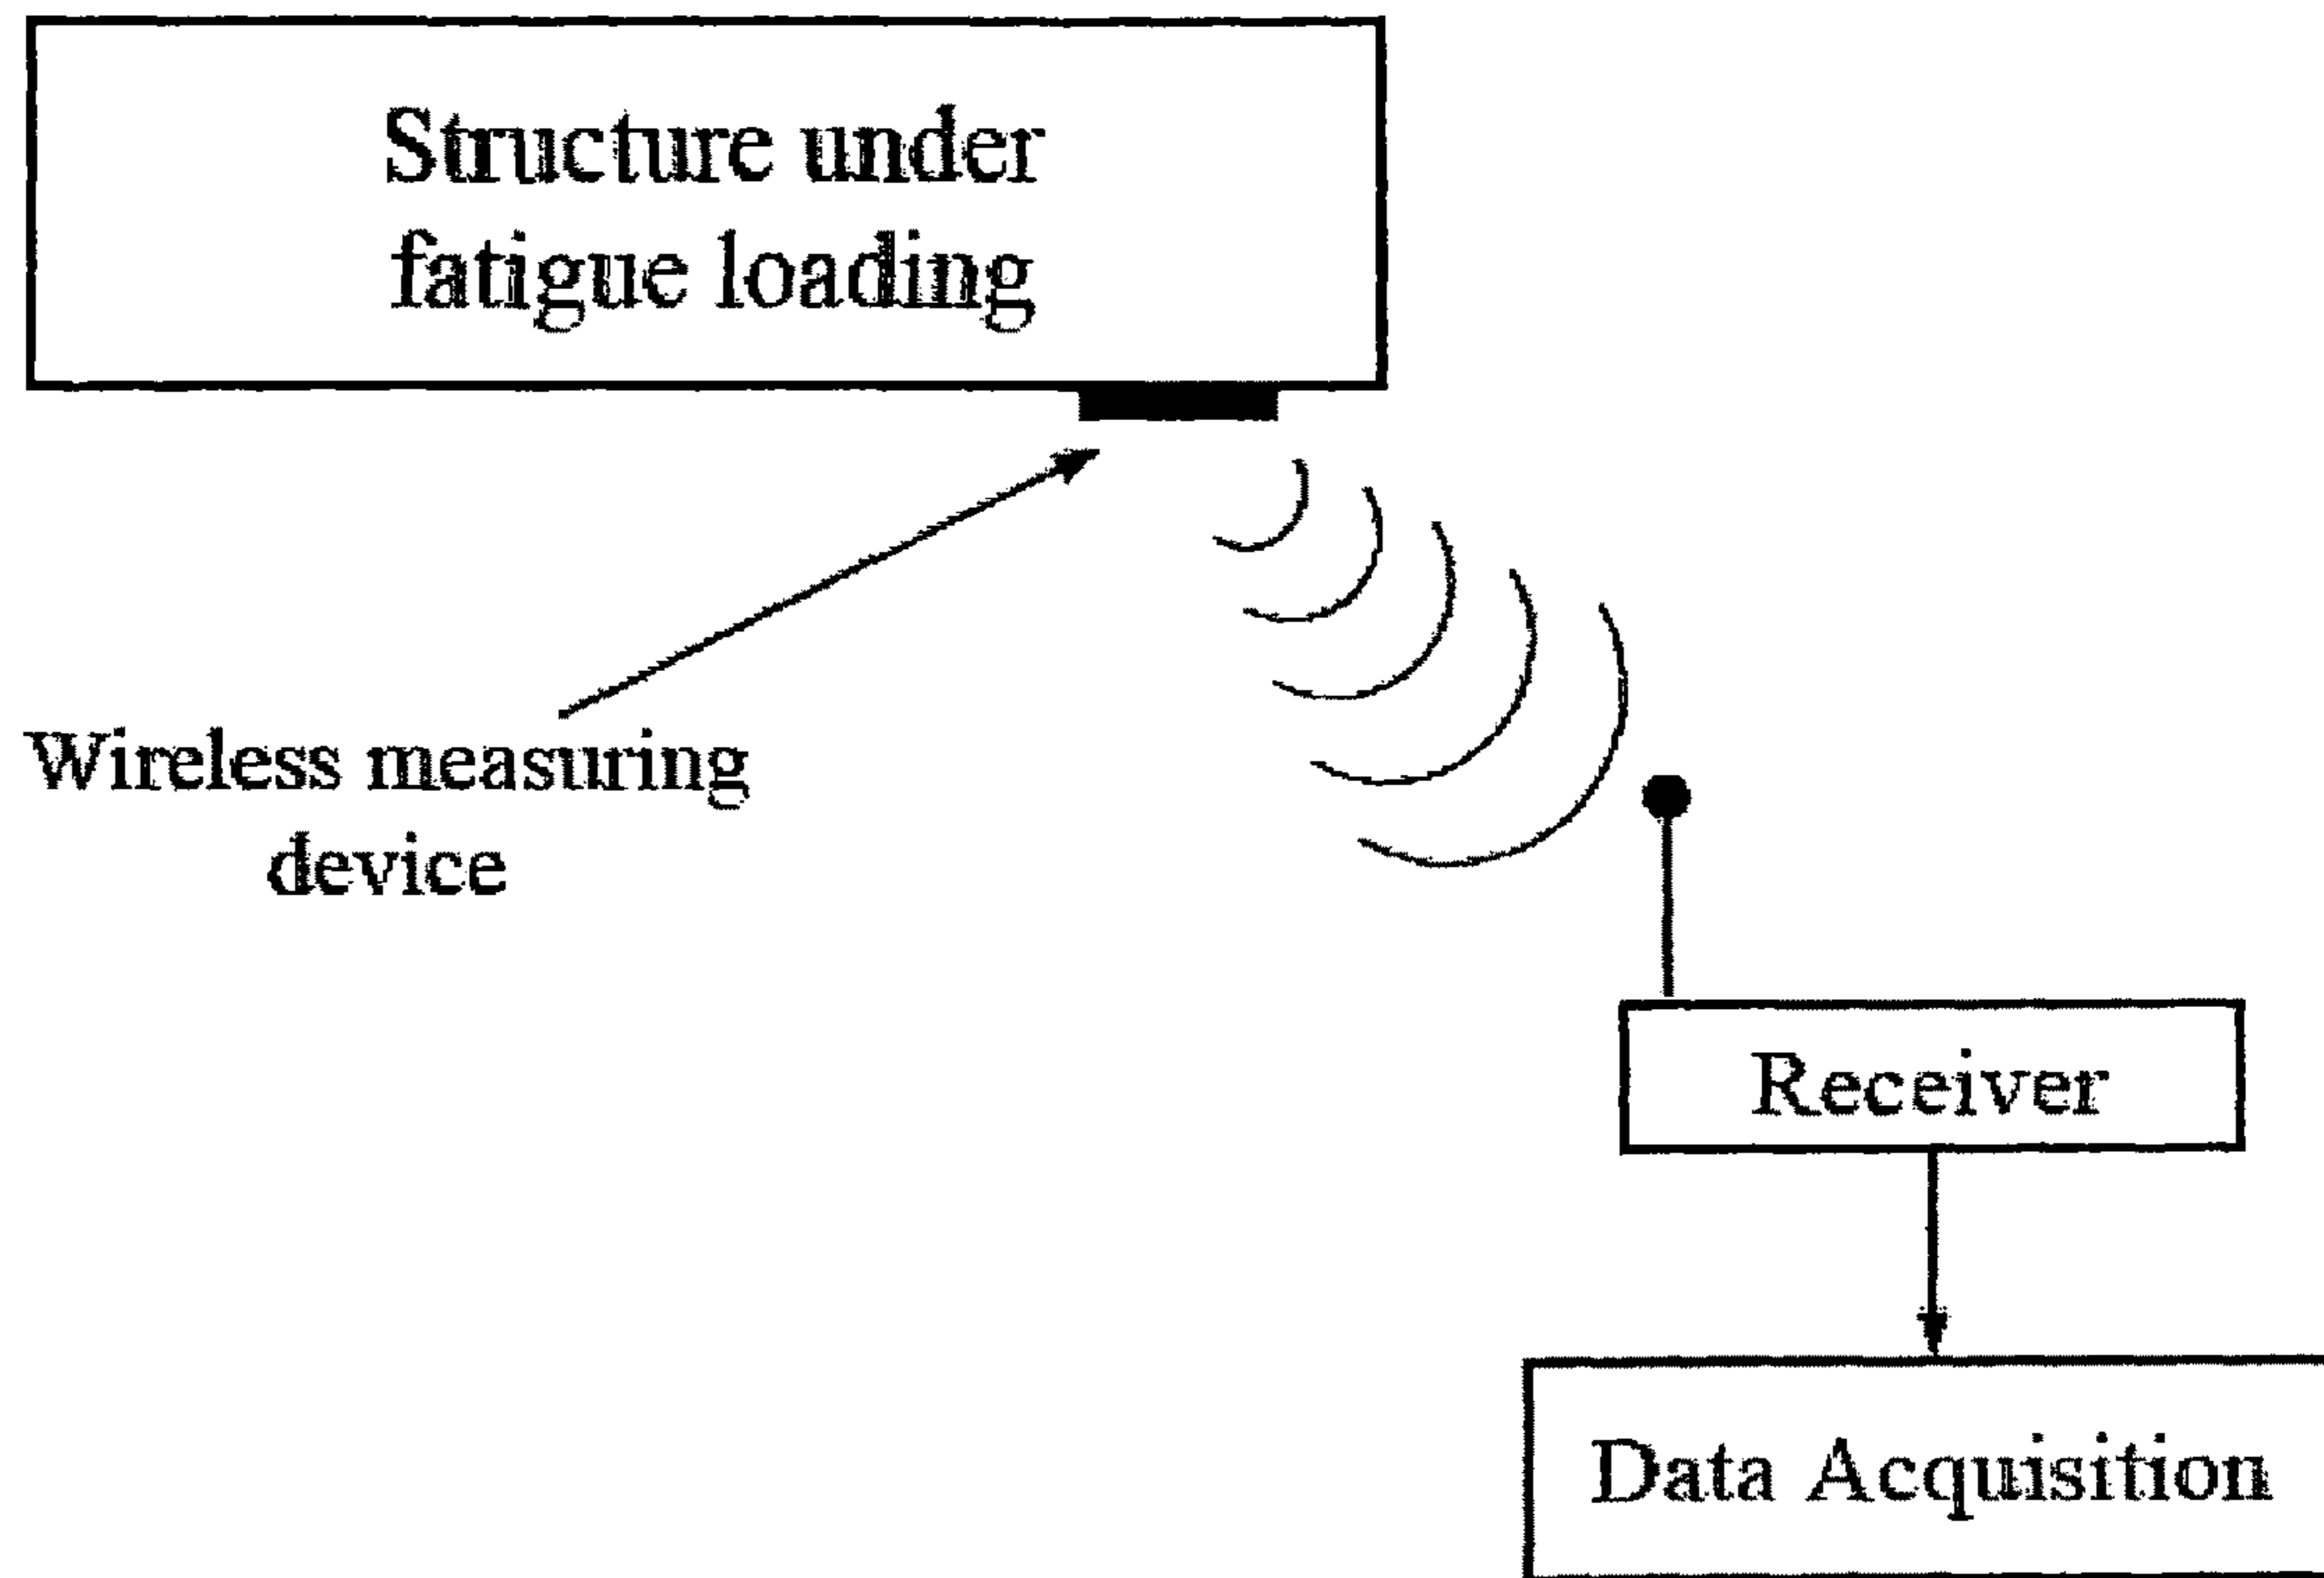 Structure under
fatigue loading
Wireless measuring
device
Receiver
Data Acquisition